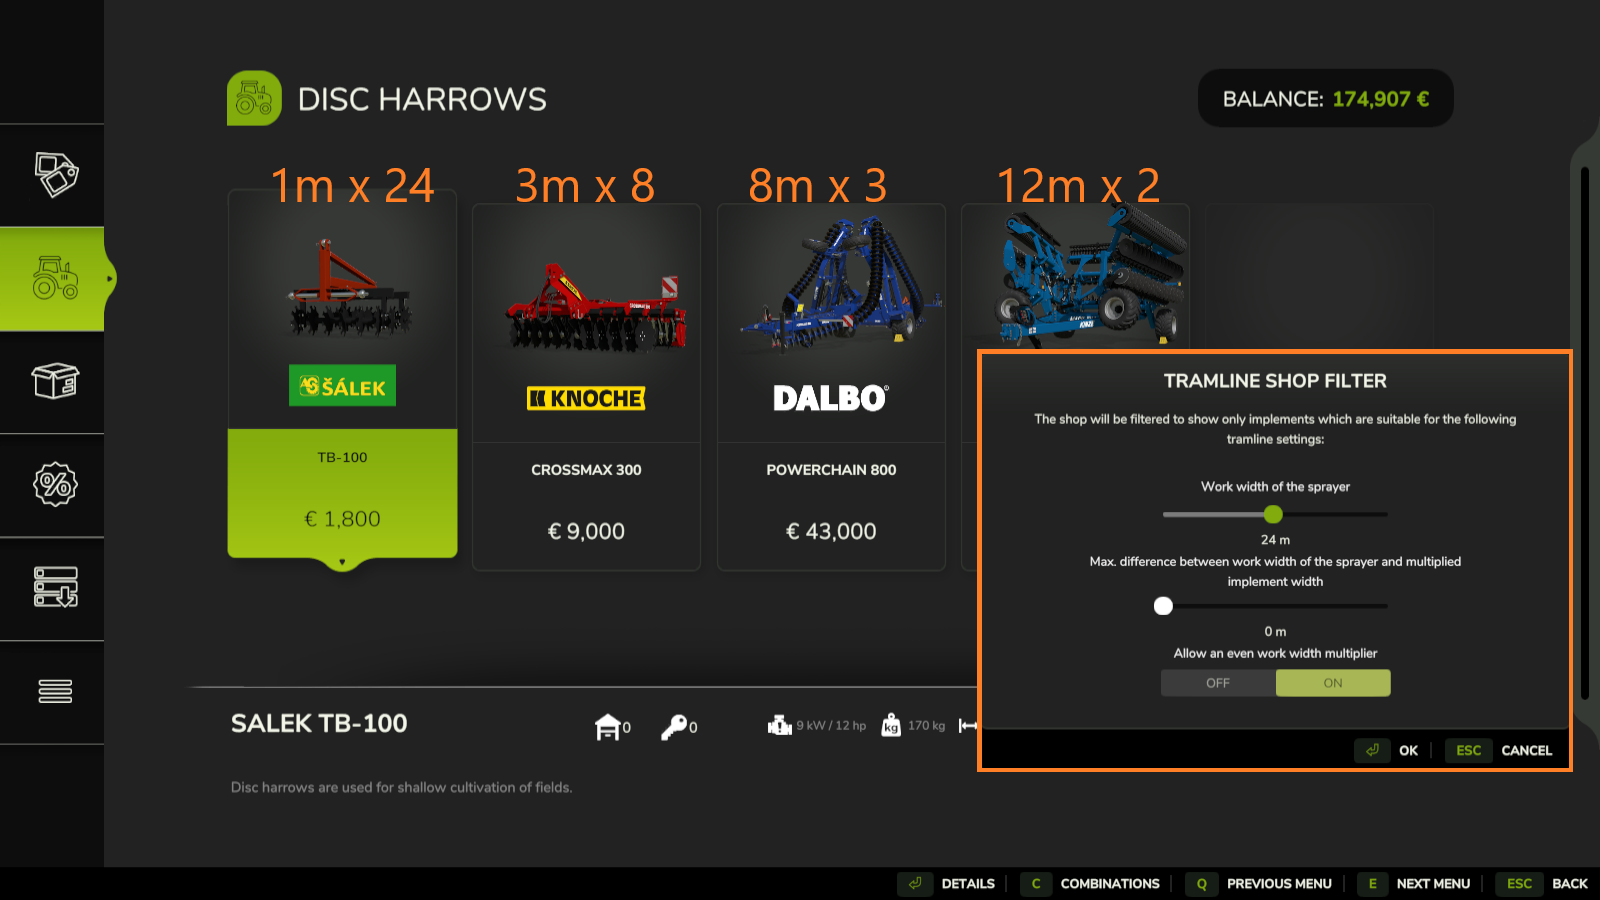 DISC HARROWS
BALANCE: 174,907 €
1m x 24
3m x 8
8m x 3
12m x 2
ŠÁLEK
KNOCHE
DALBO®
TB-100
€ 1,800
CROSSMAX 300
€ 9,000
POWERCHAIN 800
€ 43,000
TRAMLINE SHOP FILTER
The shop will be filtered to show only implements which are suitable for the following
tramline settings:
Work width of the sprayer
24 m
Max. difference between work width of the sprayer and multiplied
implement width
0 m
Allow an even work width multiplier
OFF
ON
OK
ESC CANCEL
SALEK TB-100
0
0
9 kW / 12 hp
kg 170 kg
Disc harrows are used for shallow cultivation of fields.
DETAILS
C COMBINATIONS
Q PREVIOUS MENU
E NEXT MENU
ESC BACK